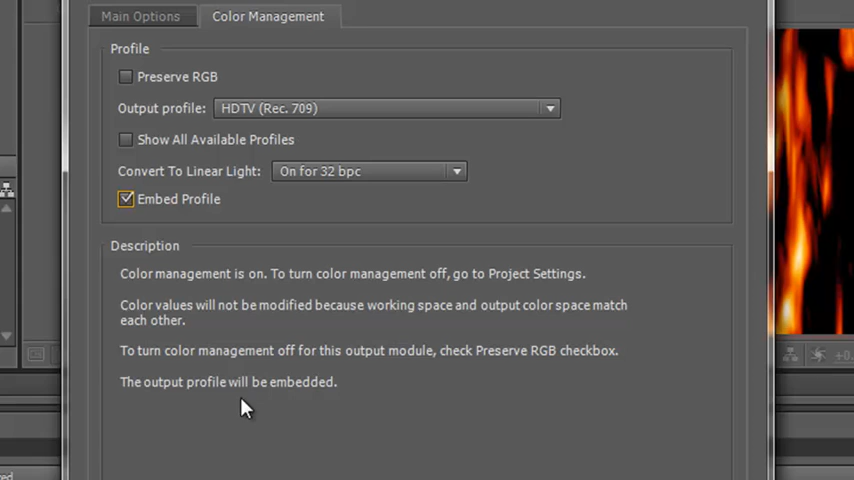 Main Options
Color Management
Profile
Preserve RGB
Output profile: HDTV (Rec. 709)
Show All Available Profiles
Convert To Linear Light: On for 32 bpc
Embed Profile
Description
Color management is on. To turn color management off, go to Project Settings.
Color values will not be modified because working space and output color space match
each other.
To turn color management off for this output module, check Preserve RGB checkbox.
The output profile will be embedded.
+0.